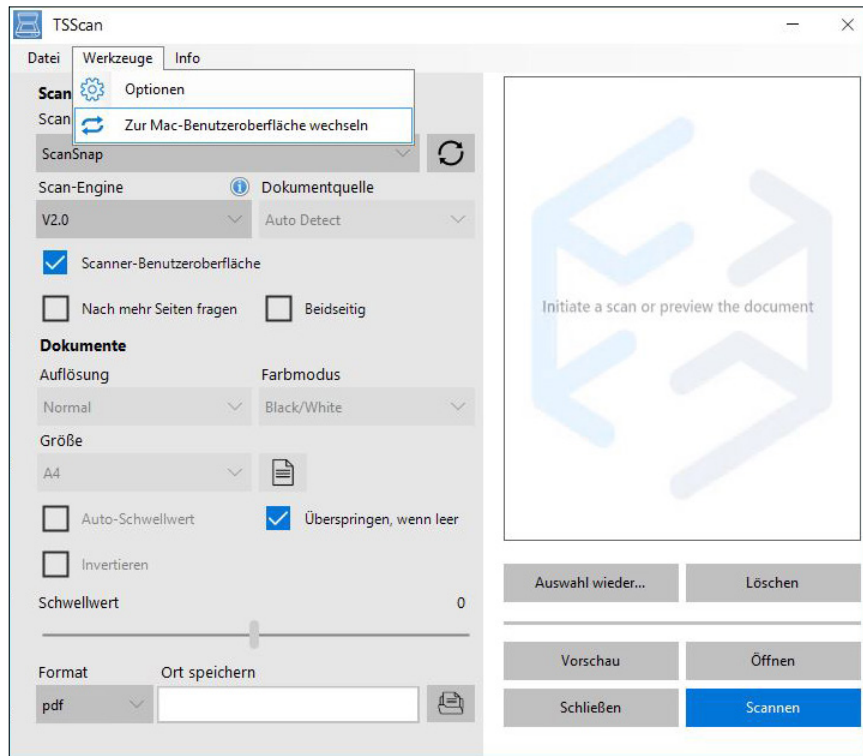 TSScan
Datei Werkzeuge Info
Optionen
Zur Mac-Benutzeroberfläche wechseln
Scan
Scan
ScanSnap
Scan-Engine Dokumentquelle
V2.0 Auto Detect
Scanner-Benutzeroberfläche
Nach mehr Seiten fragen Beidseitig
Dokumente
Auflösung Farbmodus
Normal Black/White
Größe
A4
Auto-Schwellwert Überspringen, wenn leer
Invertieren
Schwellwert 0
Format Ort speichern
pdf
Initiate a scan or preview the document
Auswahl wieder... Löschen
Vorschau Öffnen
Schließen Scannen